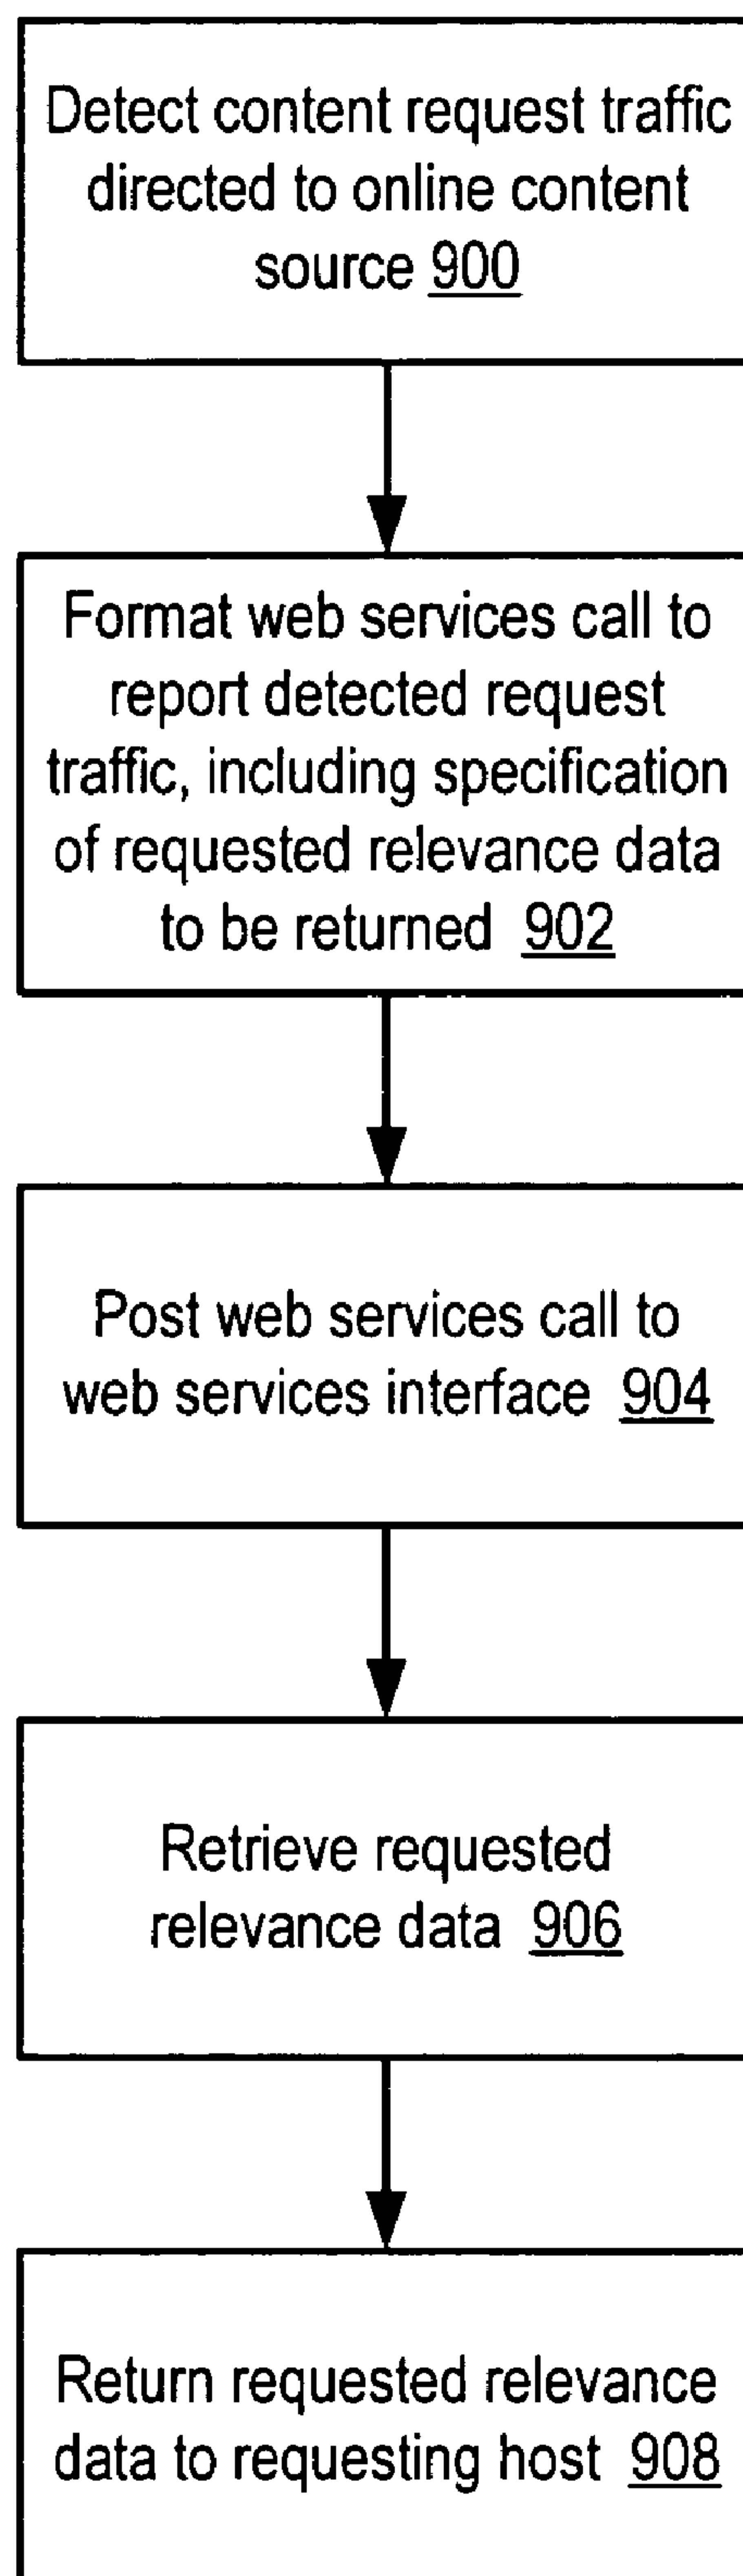 Detect content request traffic
directed to online content
source 900
Format web services call to
report detected request
traffic, including specification
of requested relevance data
to be returned 902
Post web services call to
web services interface 904
Retrieve requested
relevance data 906
Return requested relevance
data to requesting host 908